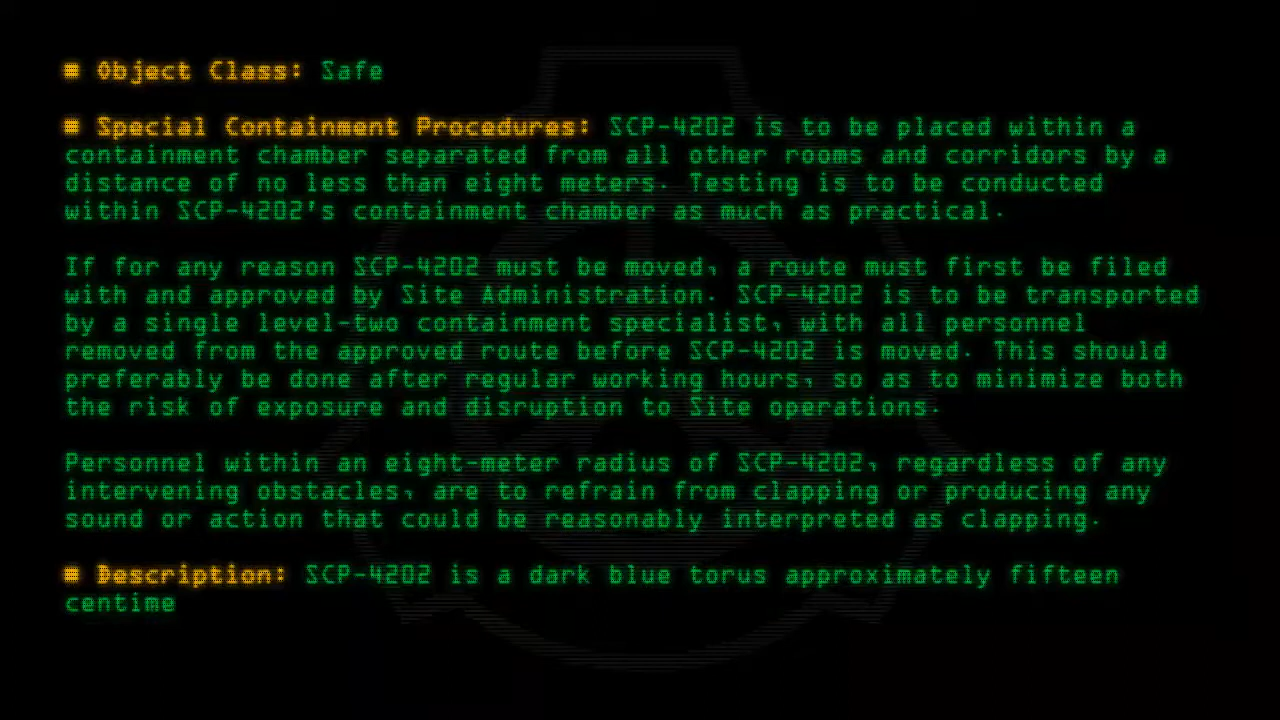 ■ Object Class: Safe
■ Special Containment Procedures: SCP-4202 is to be placed within a
containment chamber separated from all other rooms and corridors by a
distance of no less than eight meters. Testing is to be conducted
within SCP-4202's containment chamber as much as practical.
If for any reason SCP-4202 must be moved, a route must first be filed
with and approved by Site Administration. SCP-4202 is to be transported
by a single level-two containment specialist, with all personnel
removed from the approved route before SCP-4202 is moved. This should
preferably be done after regular working hours, so as to minimize both
the risk of exposure and disruption to Site operations.
Personnel within an eight-meter radius of SCP-4202, regardless of any
intervening obstacles, are to refrain from clapping or producing any
sound or action that could be reasonably interpreted as clapping.
■ Description: SCP-4202 is a dark blue torus approximately fifteen
centime